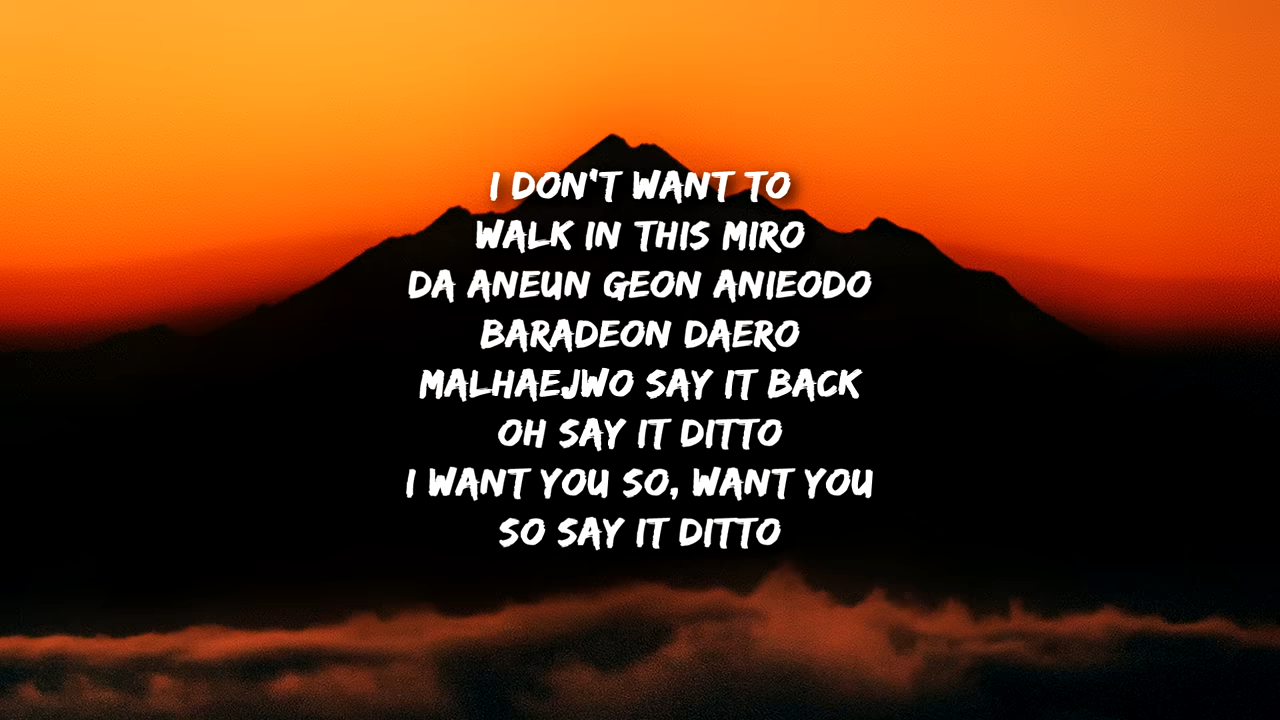 I DON'T WANT TO
WALK IN THIS MIRO
DA ANEUN GEON ANIEODO
BARADEON DAERO
MALHAEJWO SAY IT BACK
OH SAY IT DITTO
I WANT YOU SO, WANT YOU
SO SAY IT DITTO